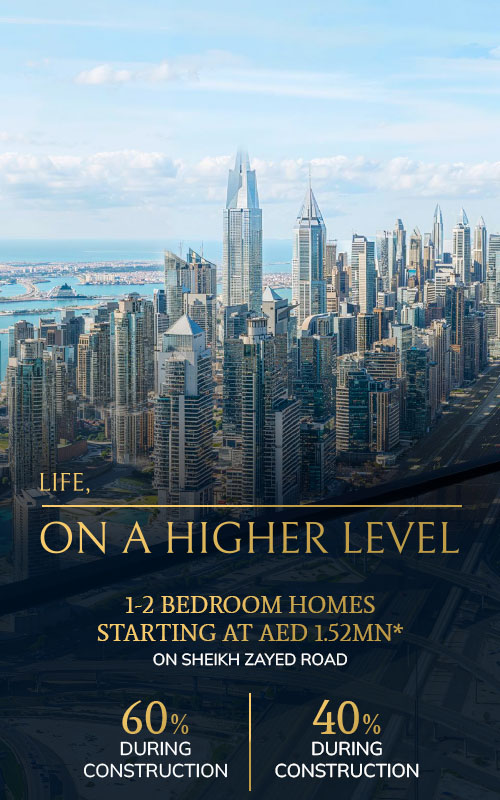 LIFE,
ON A HIGHER LEVEL
1-2 BEDROOM HOMES
STARTING AT AED 1.52MN*
ON SHEIKH ZAYED ROAD
60%
DURING
CONSTRUCTION
40%
DURING
CONSTRUCTION